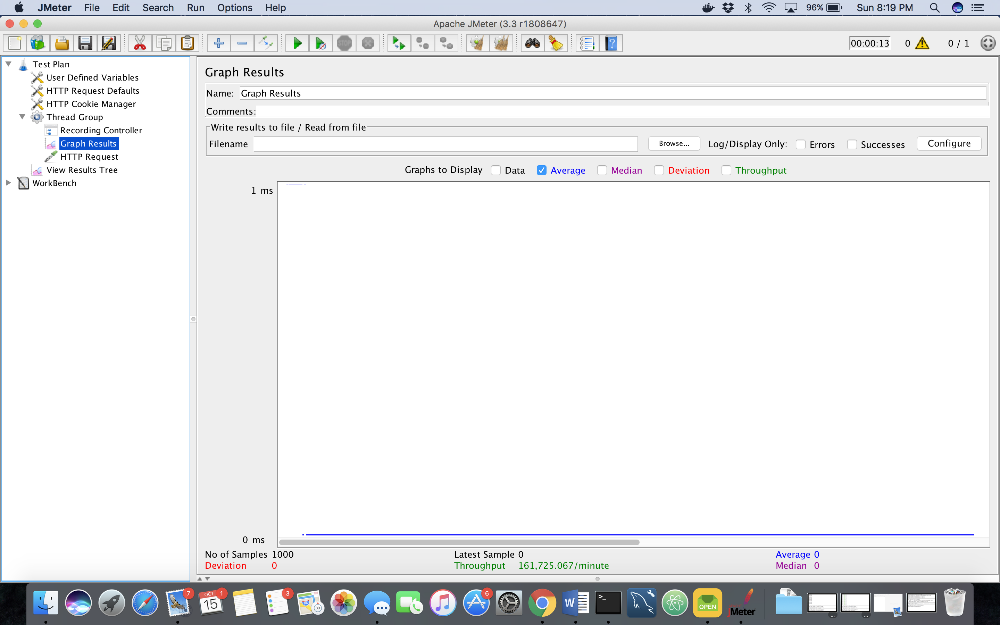 JMeter File Edit Search Run Options Help 96% Sun 8:19 PM
Apache JMeter (3.3 r1808647)
STOP ? 00:00:13 0 0 / 1
Test Plan
User Defined Variables
HTTP Request Defaults
HTTP Cookie Manager
Thread Group
Recording Controller
Graph Results
HTTP Request
View Results Tree
WorkBench
Graph Results
Name: Graph Results
Comments:
Write results to file / Read from file
Filename Browse... Log/Display Only: Errors Successes Configure
Graphs to Display Data Average Median Deviation Throughput
1 ms
0 ms
No of Samples 1000 Latest Sample 0 Average 0
Deviation 0 Throughput 161,725.067/minute Median 0
7 OCT 15 1 3 280 3D 6 W >_ OPEN JMeter